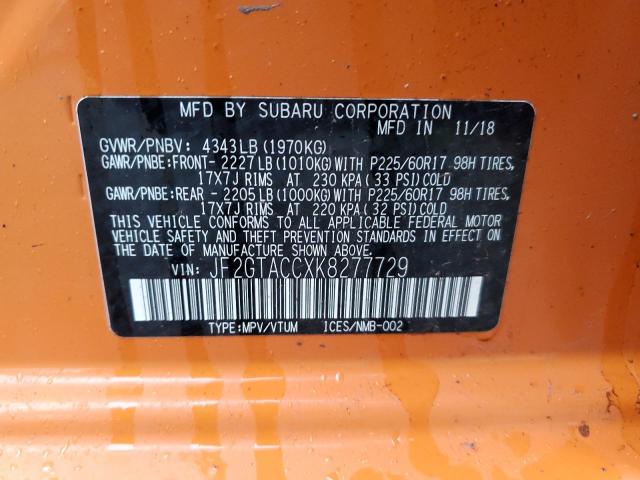 MFD BY SUBARU CORPORATION
MFD IN 11/18
GVWR/PNBV: 4343LB (1970KG)
GAWR/PNBE:FRONT- 2227 LB (1010KG) WITH P225/60R17 98H TIRES,
17X7J RIMS AT 230 KPA (33 PSI) COLD
GAWR/PNBE:REAR - 2205 LB (1000KG) WITH P225/60R17 98H TIRES,
17X7J RIMS AT 220 KPA (32 PSI) COLD
THIS VEHICLE CONFORMS TO ALL APPLICABLE FEDERAL MOTOR
VEHICLE SAFETY AND THEFT PREVENTION STANDARDS IN EFFECT
ON THE DATE OF MANUFACTURE SHOWN ABOVE.
VIN: JF2GTACCXK8277729
TYPE:MPV/VTUM ICES/NMB-002